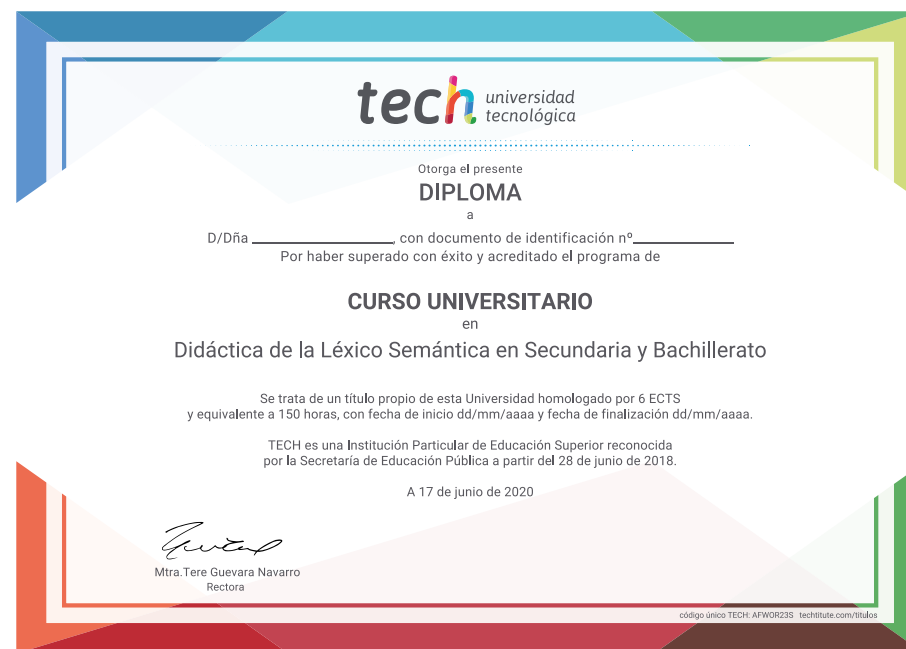 tech universidad
tecnológica
Otorga el presente
DIPLOMA
a
D/Dña ____________________, con documento de identificación nº______________
Por haber superado con éxito y acreditado el programa de
CURSO UNIVERSITARIO
en
Didáctica de la Léxico Semántica en Secundaria y Bachillerato
Se trata de un título propio de esta Universidad homologado por 6 ECTS
y equivalente a 150 horas, con fecha de inicio dd/mm/aaaa y fecha de finalización dd/mm/aaaa.
TECH es una Institución Particular de Educación Superior reconocida
por la Secretaría de Educación Pública a partir del 28 de junio de 2018.
A 17 de junio de 2020
Mtra.Tere Guevara Navarro
Rectora
código único TECH: AFWOR23S techtitute.com/titulos